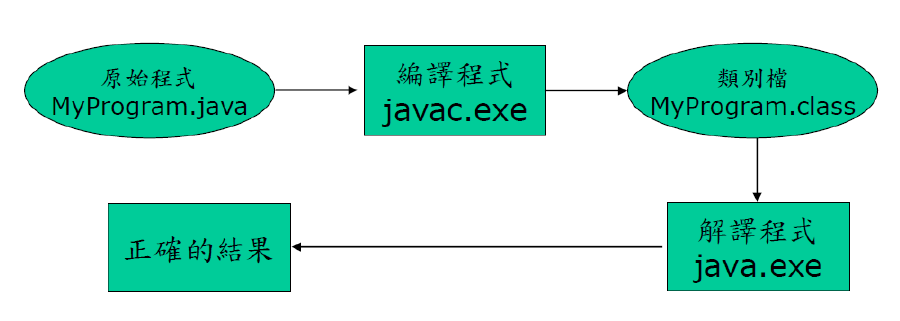 原始程式
MyProgram.java
編譯程式
javac.exe
類別檔
MyProgram.class
解譯程式
java.exe
正確的結果